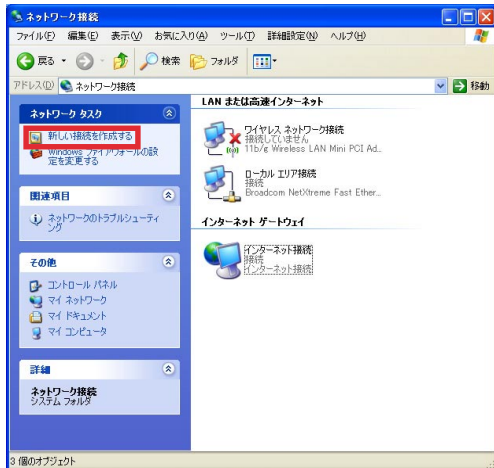 ネットワーク接続
ファイル(F) 編集(E) 表示(V) お気に入り(A) ツール(T) 詳細設定(N) ヘルプ(H)
戻る 検索 フォルダ
アドレス(D) ネットワーク接続 移動
ネットワーク タスク
新しい接続を作成する
Windows ファイアウォールの設
定を変更する
関連項目
ネットワークのトラブルシューティ
ング
その他
コントロール パネル
マイ ネットワーク
マイ ドキュメント
マイ コンピュータ
詳細
ネットワーク接続
システム フォルダ
LAN または高速インターネット
ワイヤレス ネットワーク接続
接続していません
11b/g Wireless LAN Mini PCI Ad...
ローカル エリア接続
接続
Broadcom NetXtreme Fast Ether...
インターネット ゲートウェイ
インターネット接続
接続
インターネット接続
3 個のオブジェクト